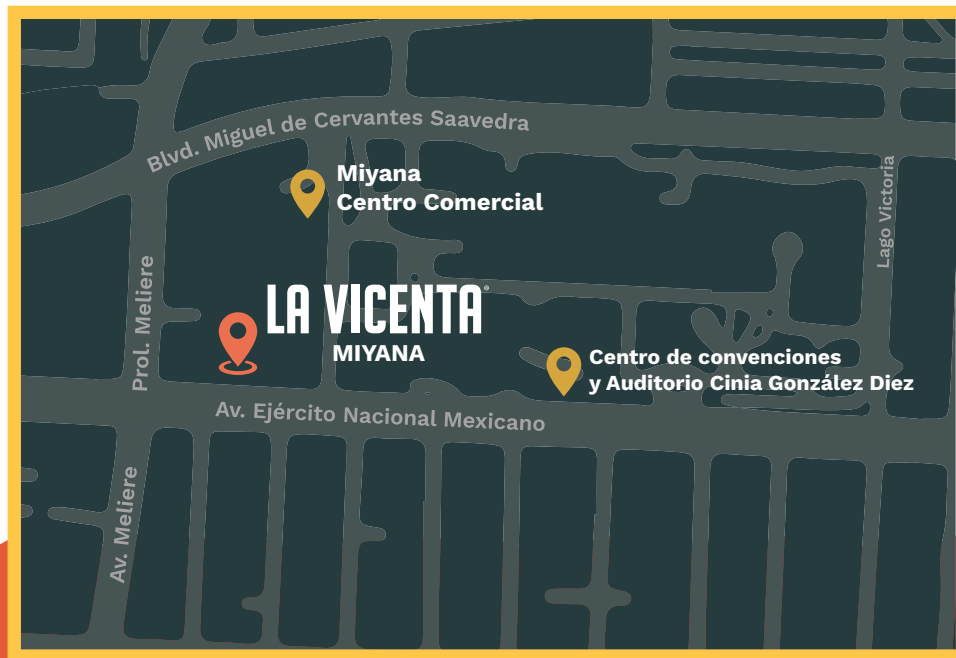 Blvd. Miguel de Cervantes Saavedra
Miyana
Centro Comercial
Lago Victoria
Prol. Meliere
LA VICENTA®
MIYANA
Centro de convenciones
y Auditorio Cinia González Diez
Av. Ejército Nacional Mexicano
Av. Meliere